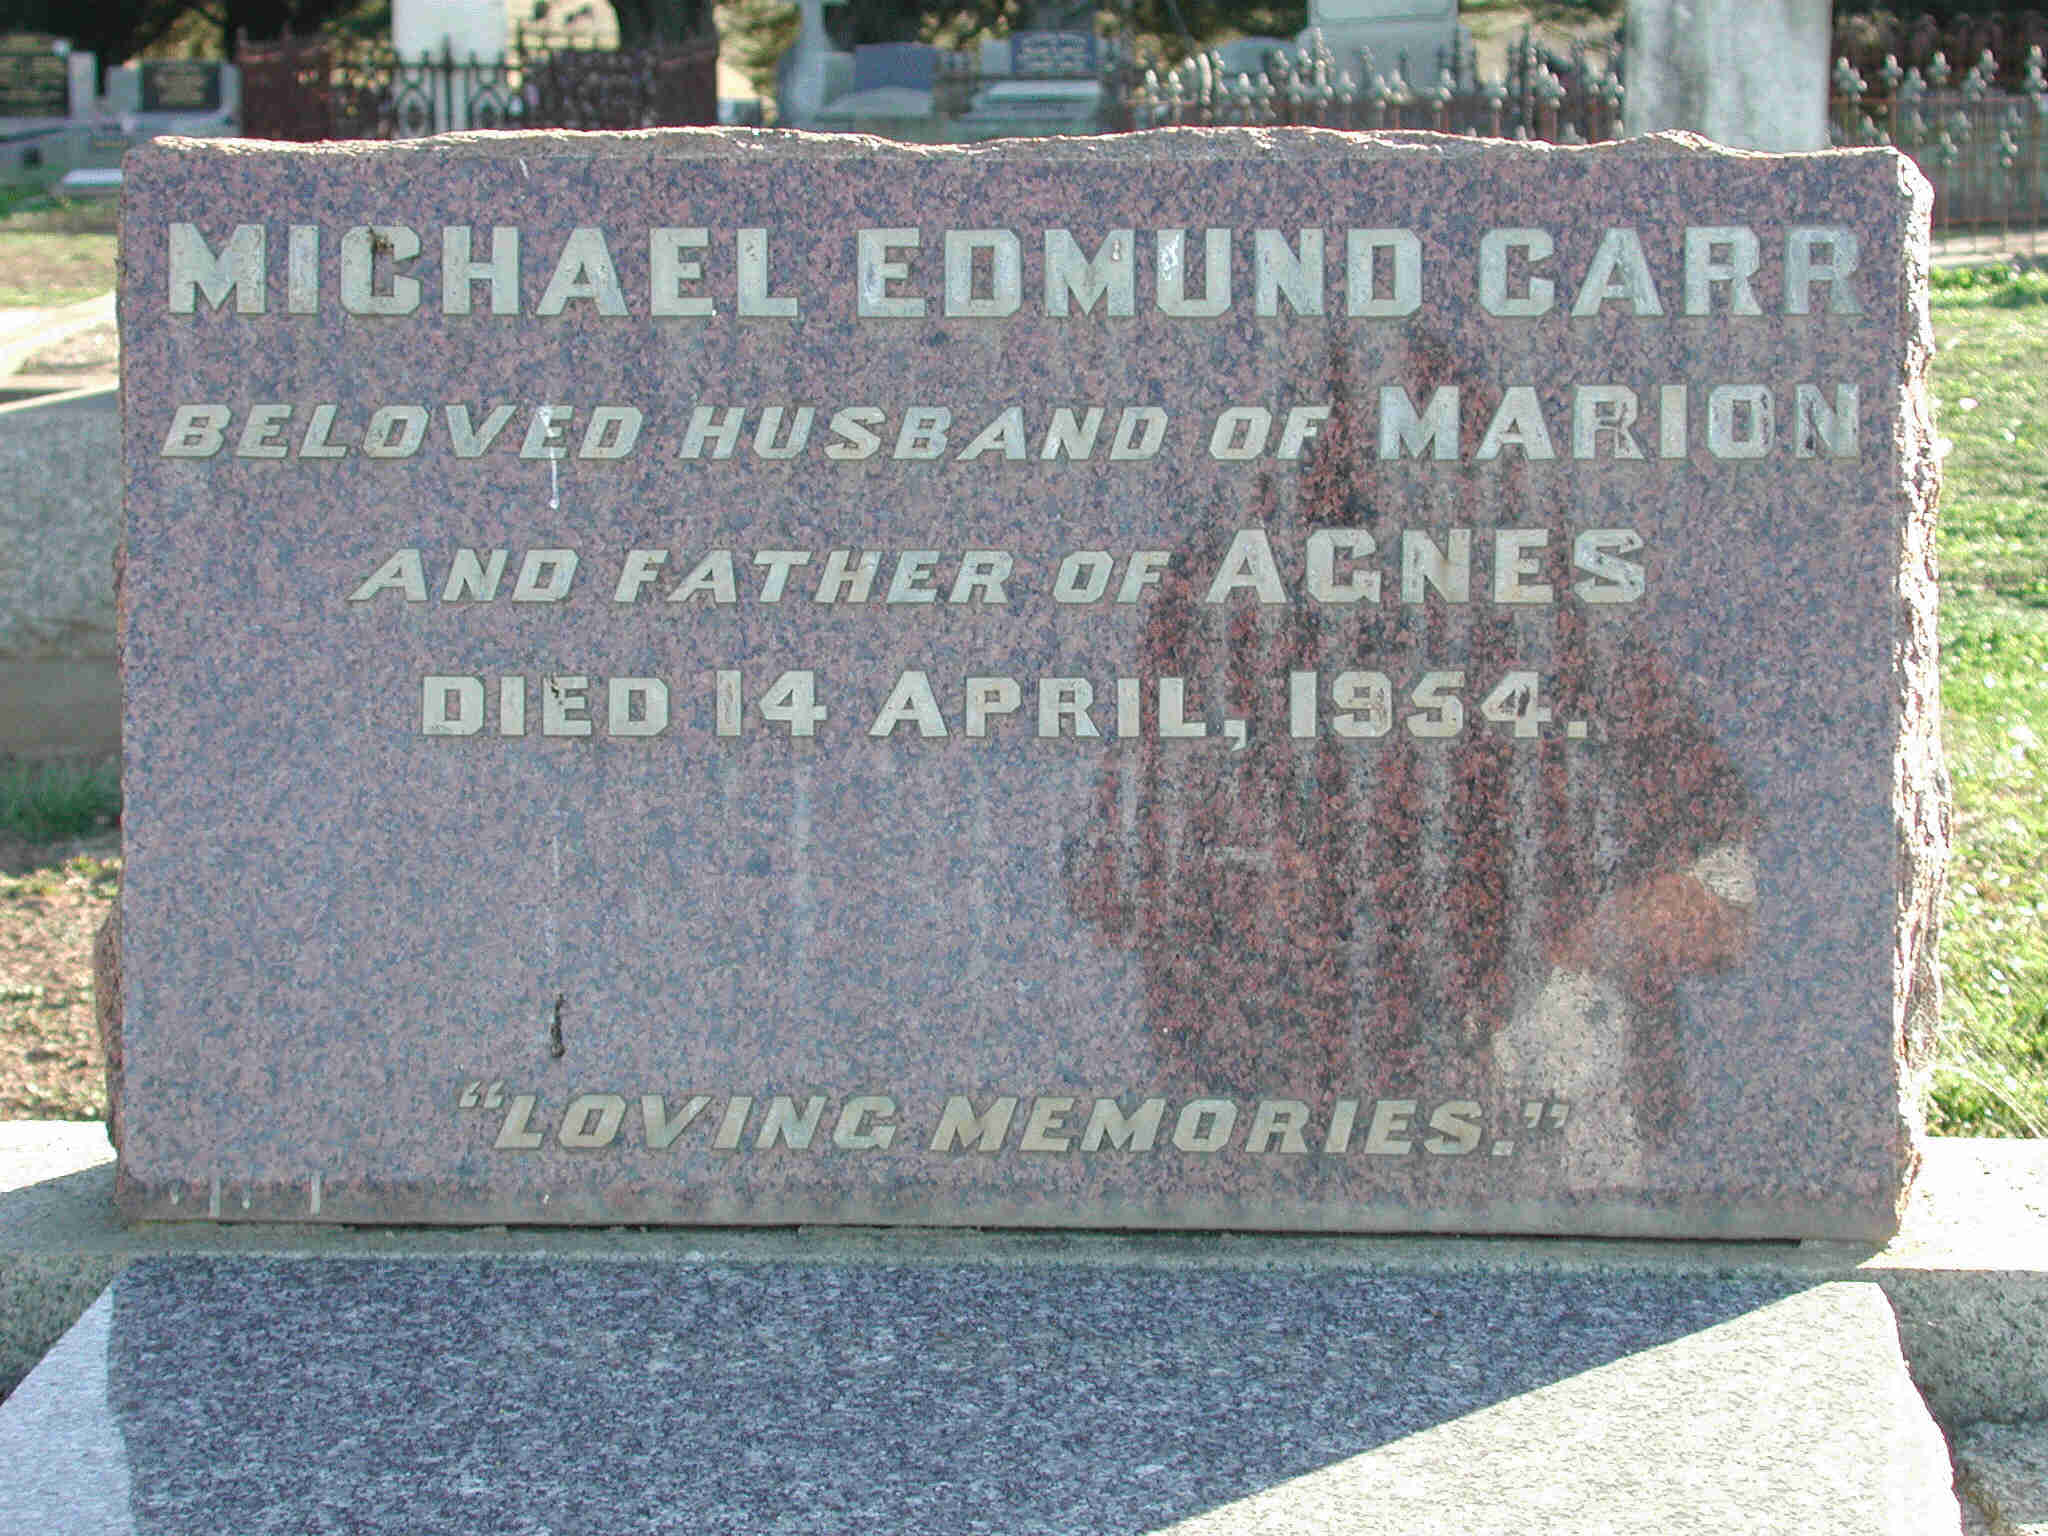 MICHAEL EDMUND CARR
BELOVED HUSBAND OF MARION
AND FATHER OF AGNES
DIED 14 APRIL, 1954.
“LOVING MEMORIES.”